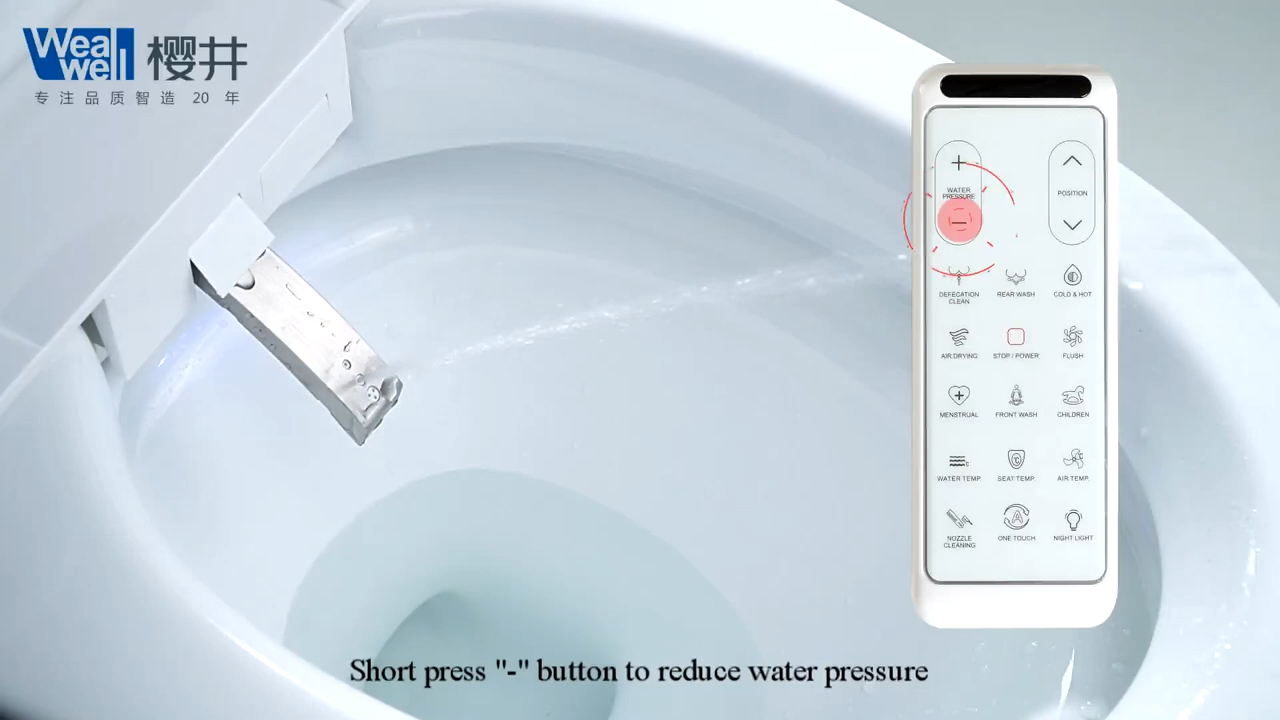 Wea
well
樱井
专注品质智造 20 年
+
WATER
PRESSURE
−
POSITION
DEFECATION
CLEAN
REAR WASH
COLD & HOT
AIR DRYING
STOP / POWER
FLUSH
MENSTRUAL
FRONT WASH
CHILDREN
WATER TEMP.
SEAT TEMP.
AIR TEMP.
NOZZLE
CLEANING
A
ONE TOUCH
NIGHT LIGHT
Short press "-" button to reduce water pressure